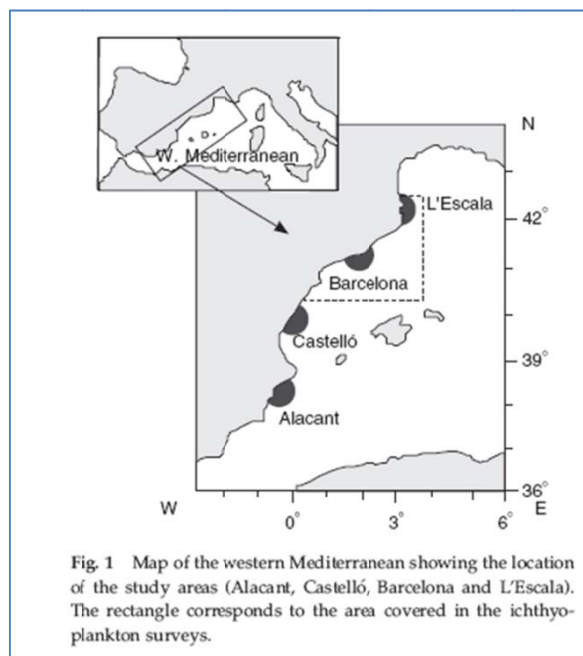 W. Mediterranean
N
L'Escala
42°
Barcelona
Castelló
39°
Alacant
36°
W
0°
3°
6°
E
Fig. 1 Map of the western Mediterranean showing the location
of the study areas (Alacant, Castelló, Barcelona and L'Escala).
The rectangle corresponds to the area covered in the ichthyo-
plankton surveys.